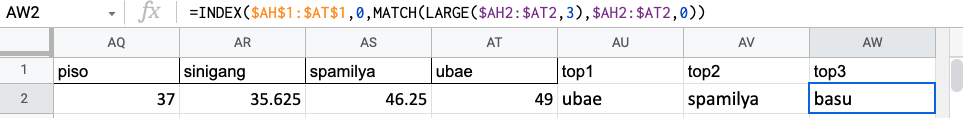 AW2 fx =INDEX($AH$1:$AT$1,0,MATCH(LARGE($AH2:$AT2,3),$AH2:$AT2,0))
AQ AR AS AT AU AV AW
1 piso sinigang spamilya ubae top1 top2 top3
2 37 35.625 46.25 49 ubae spamilya basu